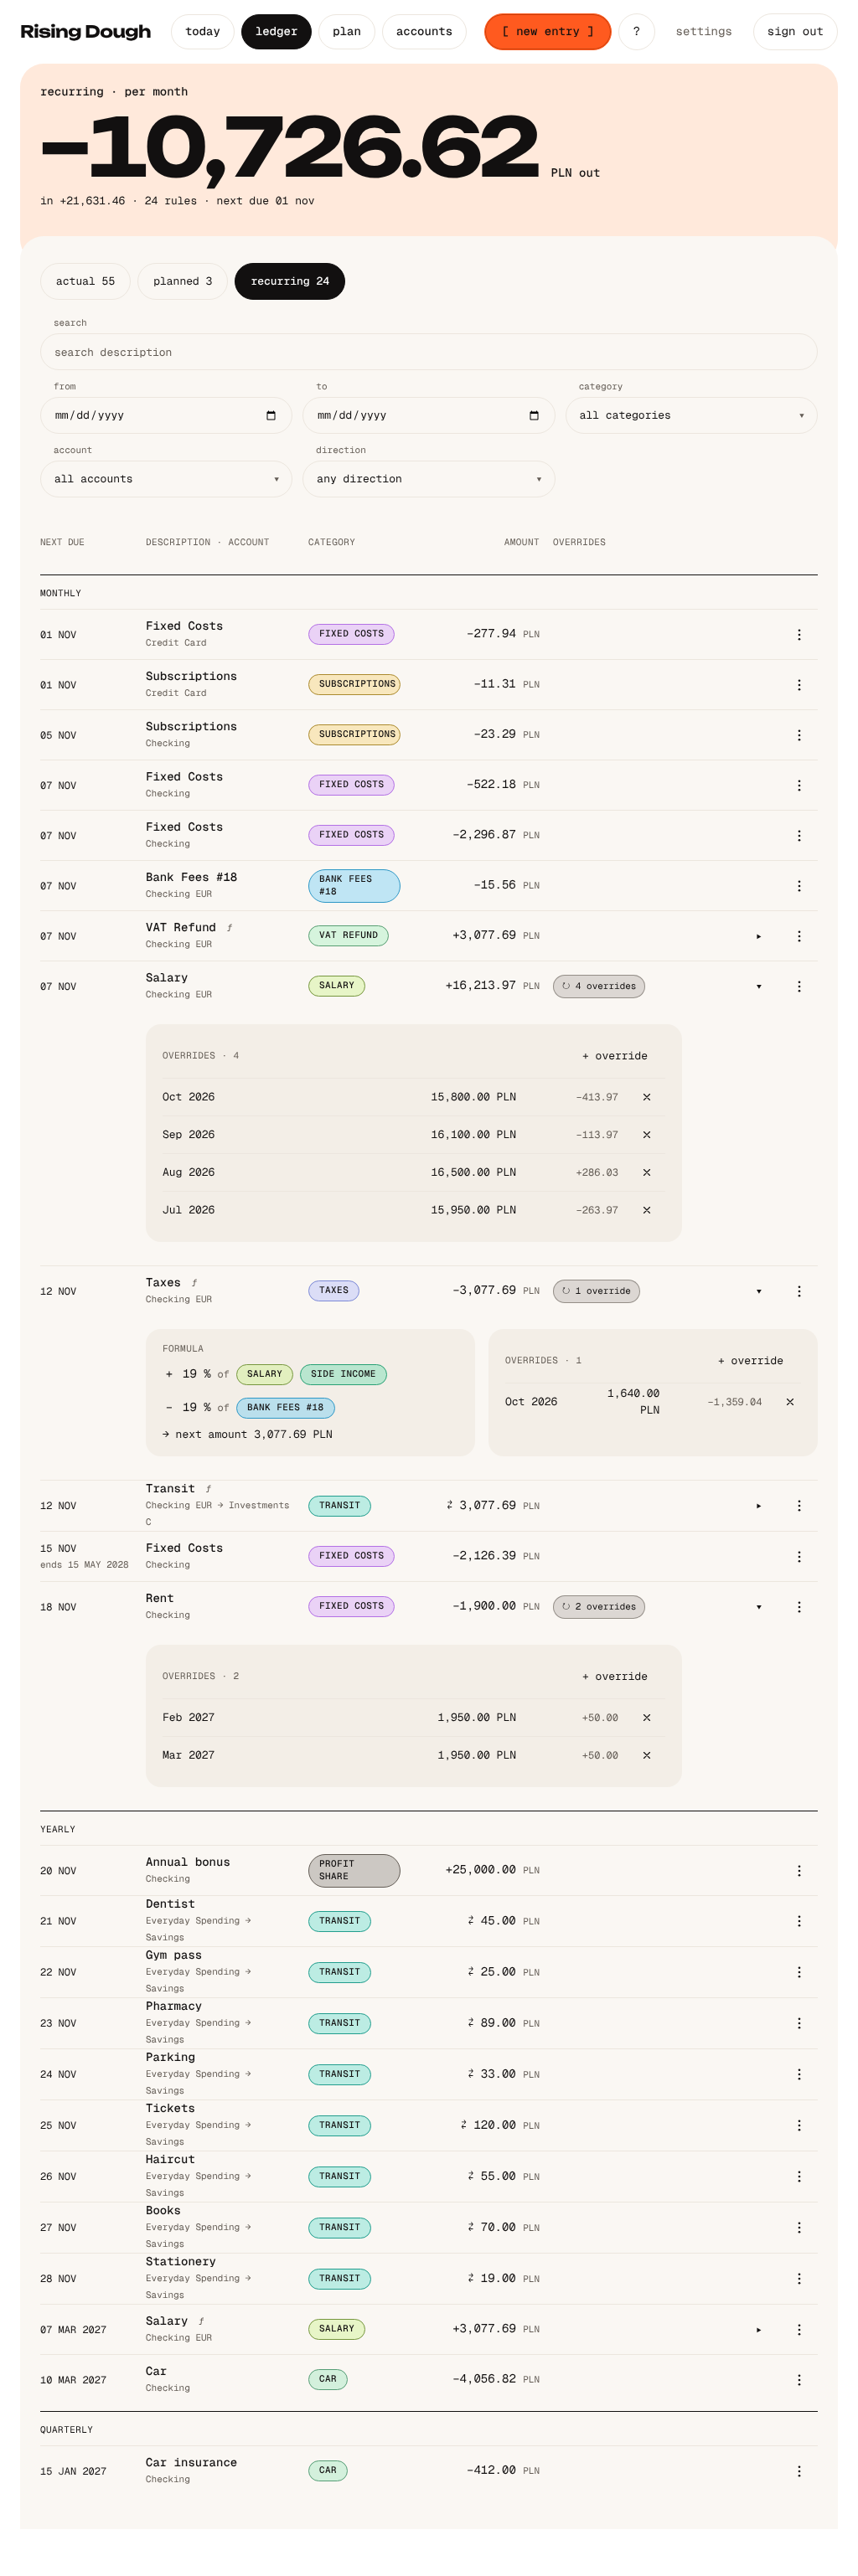 Rising Dough today ledger plan accounts [ new entry ] ? settings sign out
recurring · per month
−10,726.62 PLN out
in +21,631.46 · 24 rules · next due 01 nov
actual 55 planned 3 recurring 24
search
search description
from to category
mm/dd/yyyy mm/dd/yyyy all categories
account direction
all accounts any direction
NEXT DUE DESCRIPTION · ACCOUNT CATEGORY AMOUNT OVERRIDES
MONTHLY
01 NOV Fixed Costs FIXED COSTS −277.94 PLN
Credit Card
01 NOV Subscriptions SUBSCRIPTIONS −11.31 PLN
Credit Card
05 NOV Subscriptions SUBSCRIPTIONS −23.29 PLN
Checking
07 NOV Fixed Costs FIXED COSTS −522.18 PLN
Checking
07 NOV Fixed Costs FIXED COSTS −2,296.87 PLN
Checking
07 NOV Bank Fees #18 BANK FEES #18 −15.56 PLN
Checking EUR
07 NOV VAT Refund f VAT REFUND +3,077.69 PLN
Checking EUR
07 NOV Salary SALARY +16,213.97 PLN 4 overrides
Checking EUR
OVERRIDES · 4 + override
Oct 2026 15,800.00 PLN −413.97 ×
Sep 2026 16,100.00 PLN −113.97 ×
Aug 2026 16,500.00 PLN +286.03 ×
Jul 2026 15,950.00 PLN −263.97 ×
12 NOV Taxes f TAXES −3,077.69 PLN 1 override
Checking EUR
FORMULA
+ 19 % of SALARY SIDE INCOME
− 19 % of BANK FEES #18
→ next amount 3,077.69 PLN
OVERRIDES · 1 + override
Oct 2026 1,640.00 PLN −1,359.04 ×
12 NOV Transit f TRANSIT ⇄ 3,077.69 PLN
Checking EUR → Investments
C
15 NOV Fixed Costs FIXED COSTS −2,126.39 PLN
ends 15 MAY 2028 Checking
18 NOV Rent FIXED COSTS −1,900.00 PLN 2 overrides
Checking
OVERRIDES · 2 + override
Feb 2027 1,950.00 PLN +50.00 ×
Mar 2027 1,950.00 PLN +50.00 ×
YEARLY
20 NOV Annual bonus PROFIT SHARE +25,000.00 PLN
Checking
21 NOV Dentist TRANSIT ⇄ 45.00 PLN
Everyday Spending →
Savings
22 NOV Gym pass TRANSIT ⇄ 25.00 PLN
Everyday Spending →
Savings
23 NOV Pharmacy TRANSIT ⇄ 89.00 PLN
Everyday Spending →
Savings
24 NOV Parking TRANSIT ⇄ 33.00 PLN
Everyday Spending →
Savings
25 NOV Tickets TRANSIT ⇄ 120.00 PLN
Everyday Spending →
Savings
26 NOV Haircut TRANSIT ⇄ 55.00 PLN
Everyday Spending →
Savings
27 NOV Books TRANSIT ⇄ 70.00 PLN
Everyday Spending →
Savings
28 NOV Stationery TRANSIT ⇄ 19.00 PLN
Everyday Spending →
Savings
07 MAR 2027 Salary f SALARY +3,077.69 PLN
Checking EUR
10 MAR 2027 Car CAR −4,056.82 PLN
Checking
QUARTERLY
15 JAN 2027 Car insurance CAR −412.00 PLN
Checking